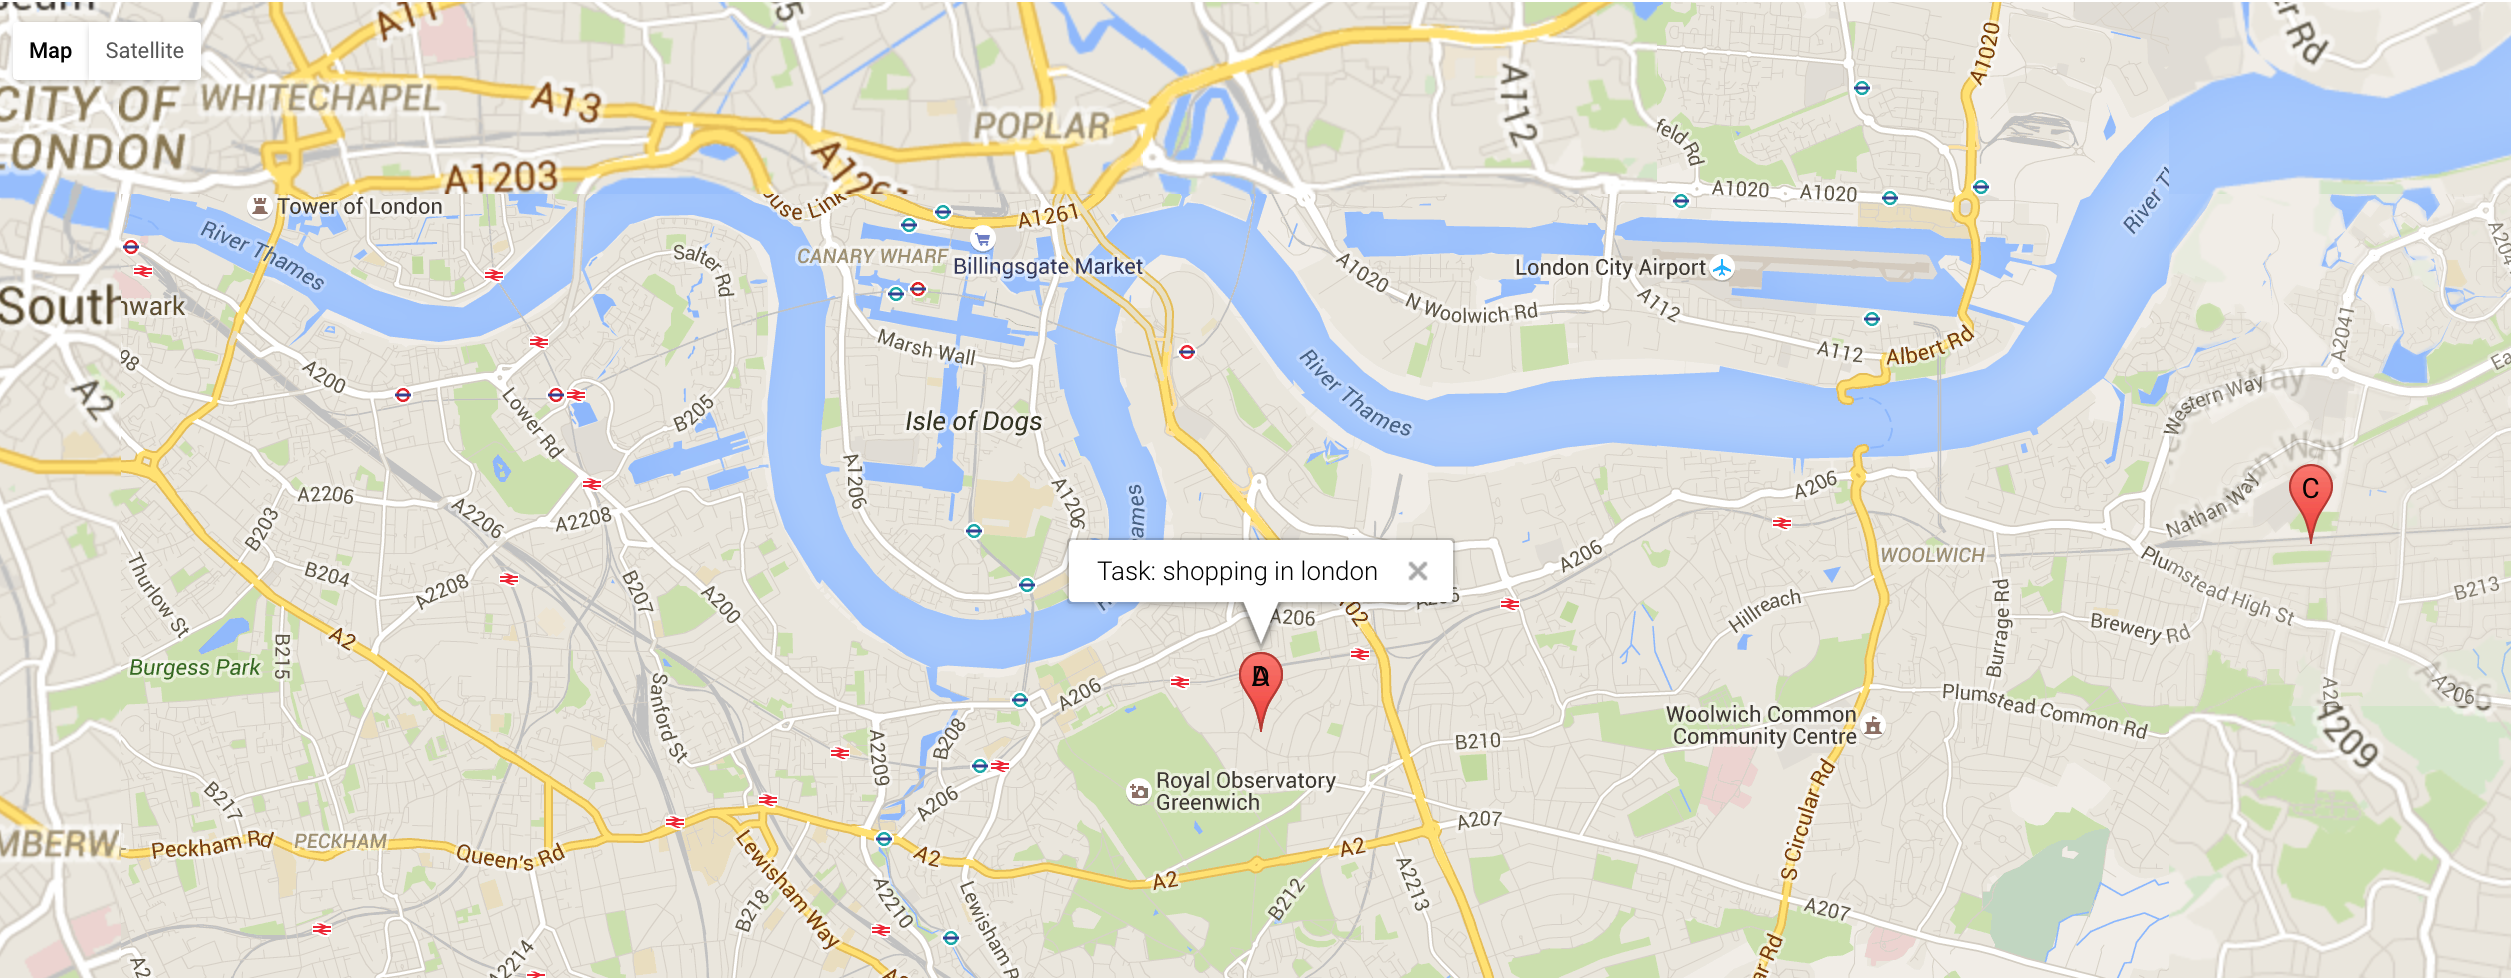 A11
Map
Satellite
CITY OF
LONDON
WHITECHAPEL
A13
A1203
POPLAR
A1261
A112
A1020
A1020
A1020
Tower of London
River Thames
Salter Rd
CANARY WHARF
A1261
Billingsgate Market
London City Airport
A1020
N Woolwich Rd
A112
A112
Albert Rd
A2041
Western Way
Nathan Way
A200
A2
Lower Rd
B205
Marsh Wall
Isle of Dogs
River Thames
A1206
A1206
A2206
A2206
A2208
B203
B204
A2208
Thurlow St
B207
A200
A206
A206
WOOLWICH
C
Plumstead High St
B213
Task: shopping in london
A206
Hillreach
Burrage Rd
Brewery Rd
Burgess Park
B215
A2
Sanford St
A206
A2209
B208
Woolwich Common
Community Centre
Plumstead Common Rd
A206
A209
B210
Royal Observatory
Greenwich
B217
A206
A207
S Circular Rd
Peckham Rd
PECKHAM
Queen's Rd
Lewisham Way
A2
A2
A2
B218
A2210
B212
A2213
A207
A2214